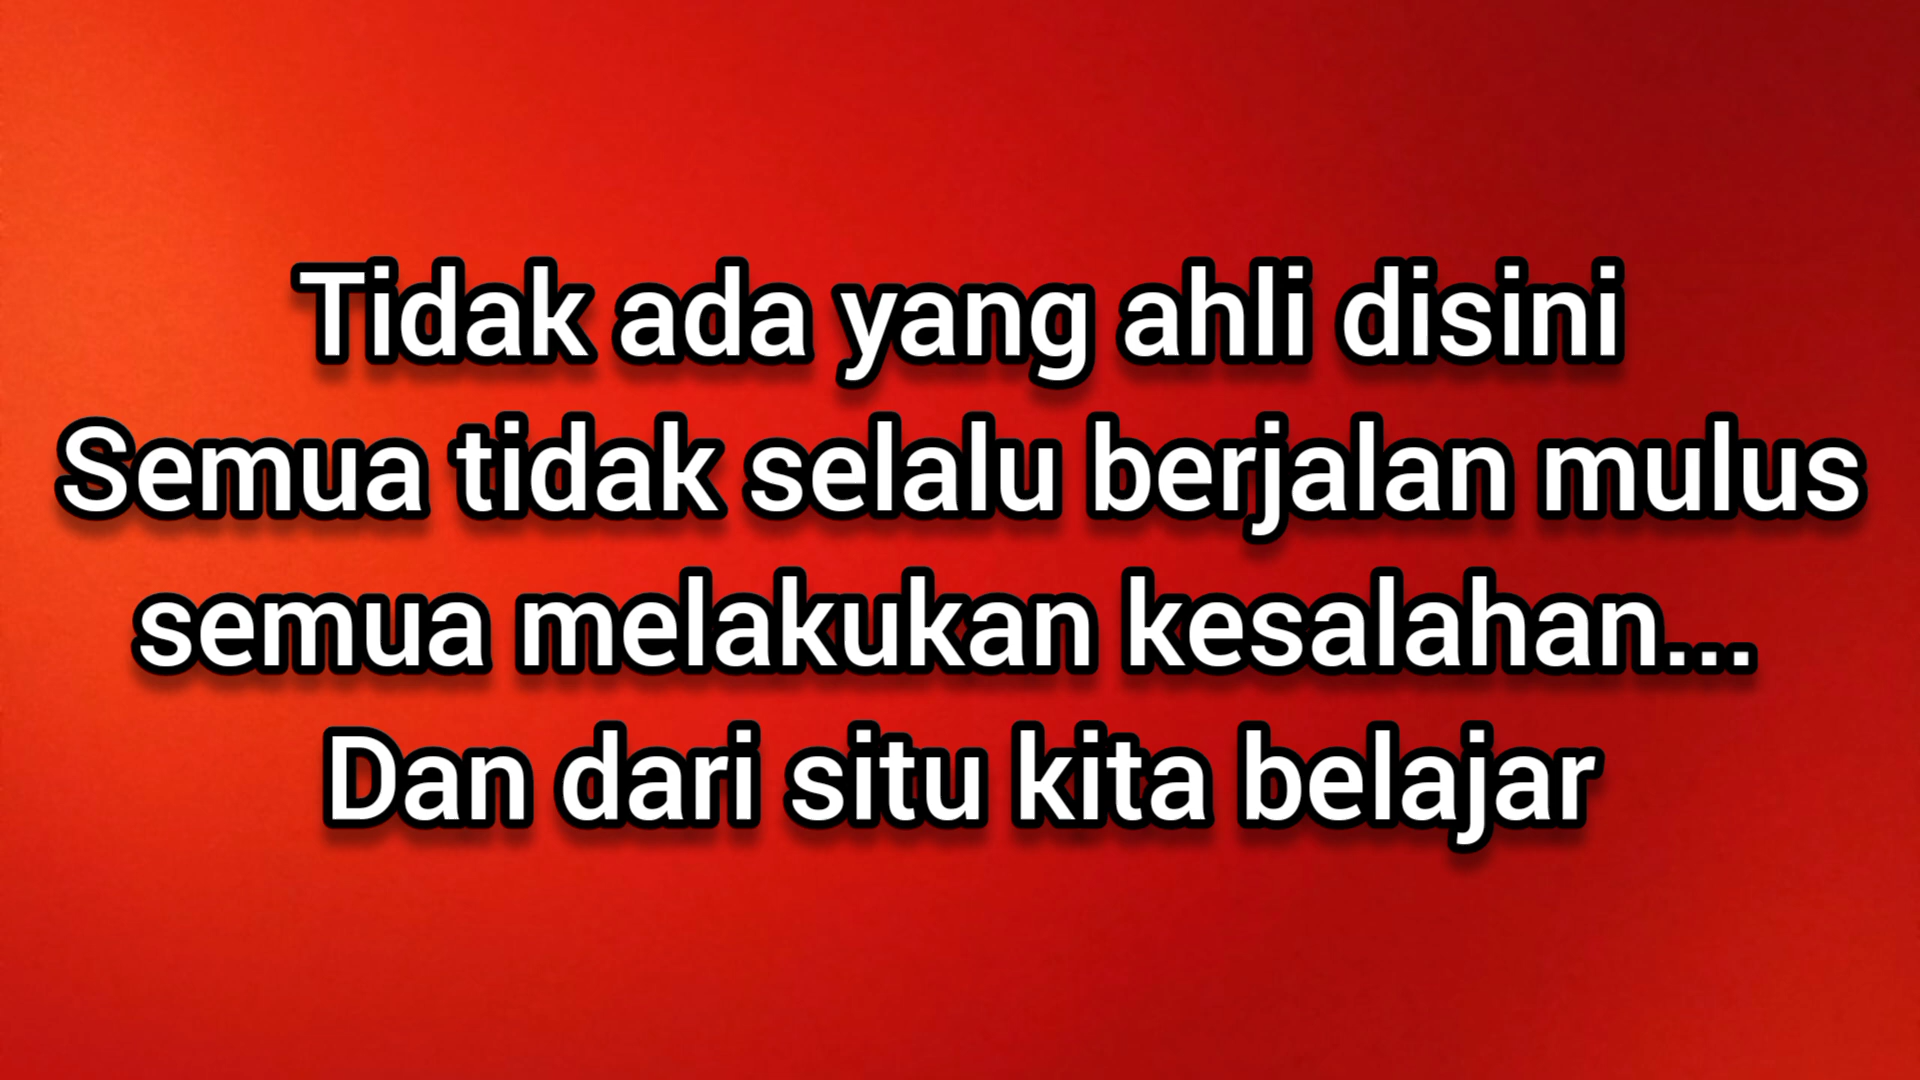 Tidak ada yang ahli disini
Semua tidak selalu berjalan mulus
semua melakukan kesalahan...
Dan dari situ kita belajar